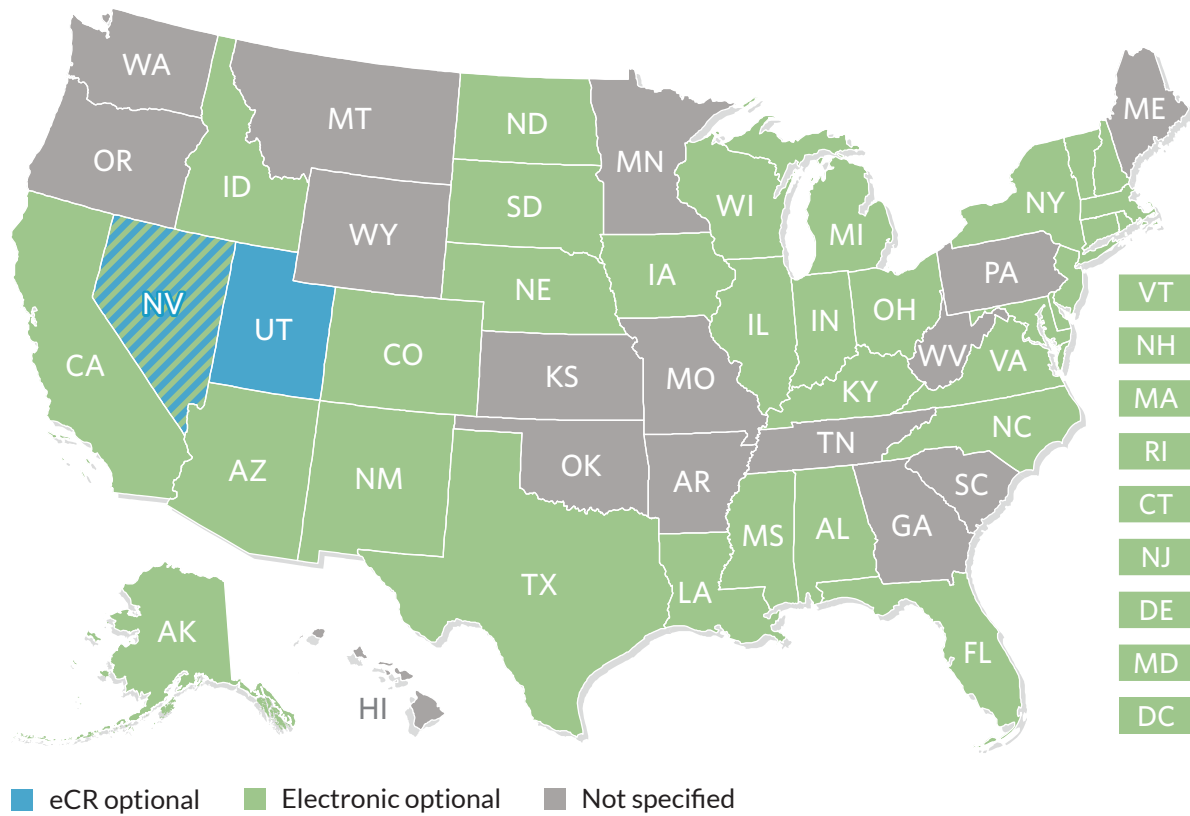 WA
MT
ND
MN
ME
OR
ID
SD
WI
MI
NY
WY
NV
UT
NE
IA
PA
IL
IN
OH
CA
CO
KS
MO
KY
WV
VA
AZ
NM
OK
AR
TN
NC
SC
MS
AL
GA
TX
LA
AK
HI
FL
VT
NH
MA
RI
CT
NJ
DE
MD
DC
eCR optional Electronic optional Not specified